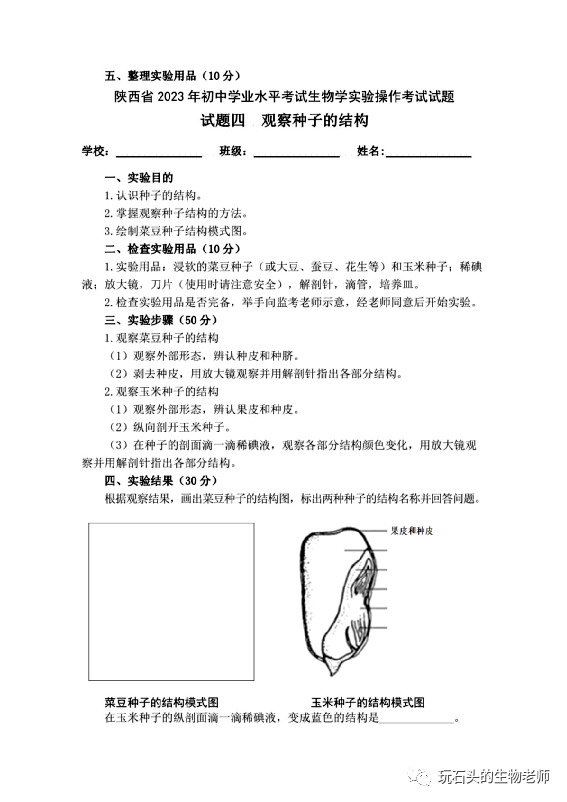 五、整理实验用品(10 分)
陕西省 2023 年初中学业水平考试生物学实验操作考试试题
试题四 观察种子的结构
学校:______________ 班级:______________ 姓名:______________
一、实验目的
1.认识种子的结构。
2.掌握观察种子结构的方法。
3.绘制菜豆种子结构模式图。
二、检查实验用品(10 分)
1.实验用品:浸软的菜豆种子(或大豆、蚕豆、花生等)和玉米种子;稀碘
液;放大镜,刀片(使用时请注意安全),解剖针,滴管,培养皿。
2.检查实验用品是否完备,举手向监考老师示意,经老师同意后开始实验。
三、实验步骤(50 分)
1.观察菜豆种子的结构
(1)观察外部形态,辨认种皮和种脐。
(2)剥去种皮,用放大镜观察并用解剖针指出各部分结构。
2.观察玉米种子的结构
(1)观察外部形态,辨认果皮和种皮。
(2)纵向剖开玉米种子。
(3)在种子的剖面滴一滴稀碘液,观察各部分结构颜色变化,用放大镜观
察并用解剖针指出各部分结构。
四、实验结果(30 分)
根据观察结果,画出菜豆种子的结构图,标出两种种子的结构名称并回答问题。
果皮和种皮
菜豆种子的结构模式图 玉米种子的结构模式图
在玉米种子的纵剖面滴一滴稀碘液,变成蓝色的结构是____________。
玩石头的生物老师